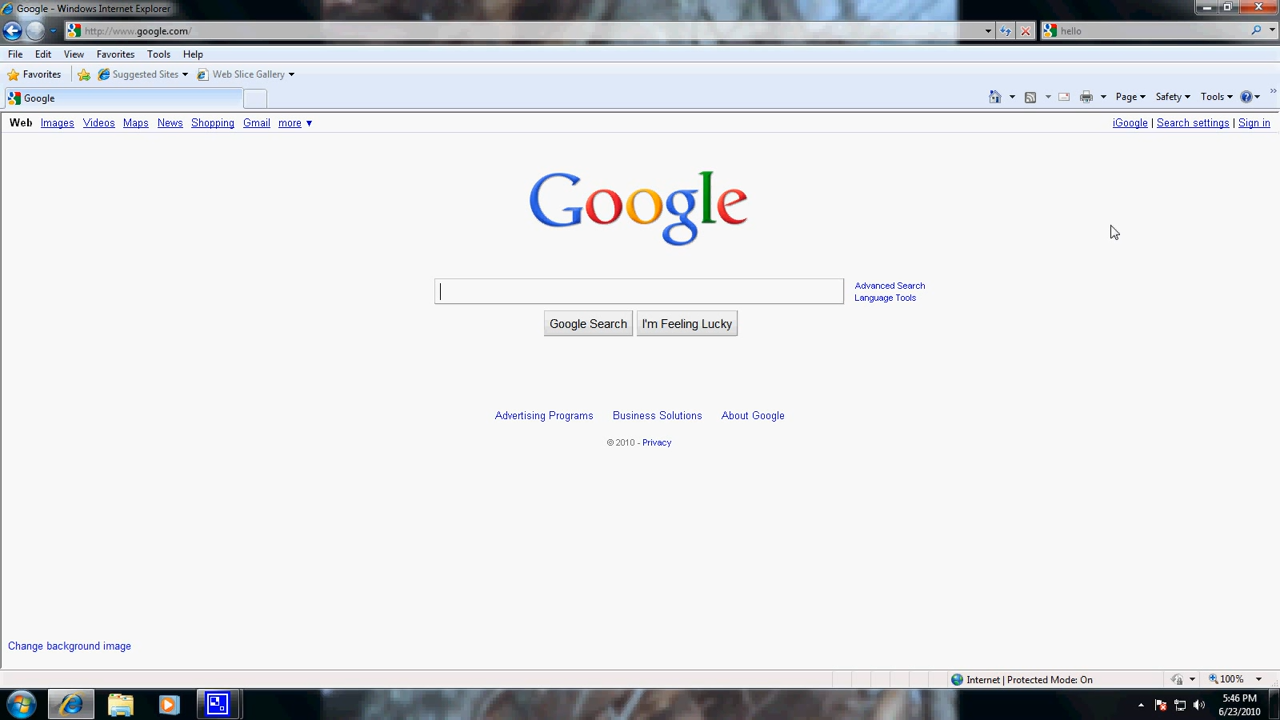 Google - Windows Internet Explorer
http://www.google.com/
hello
File Edit View Favorites Tools Help
Favorites Suggested Sites Web Slice Gallery
Google
Page Safety Tools
Web Images Videos Maps News Shopping Gmail more ▼
iGoogle | Search settings | Sign in
Google
Advanced Search
Language Tools
Google Search I'm Feeling Lucky
Advertising Programs Business Solutions About Google
© 2010 - Privacy
Change background image
Internet | Protected Mode: On
100%
5:46 PM
6/23/2010